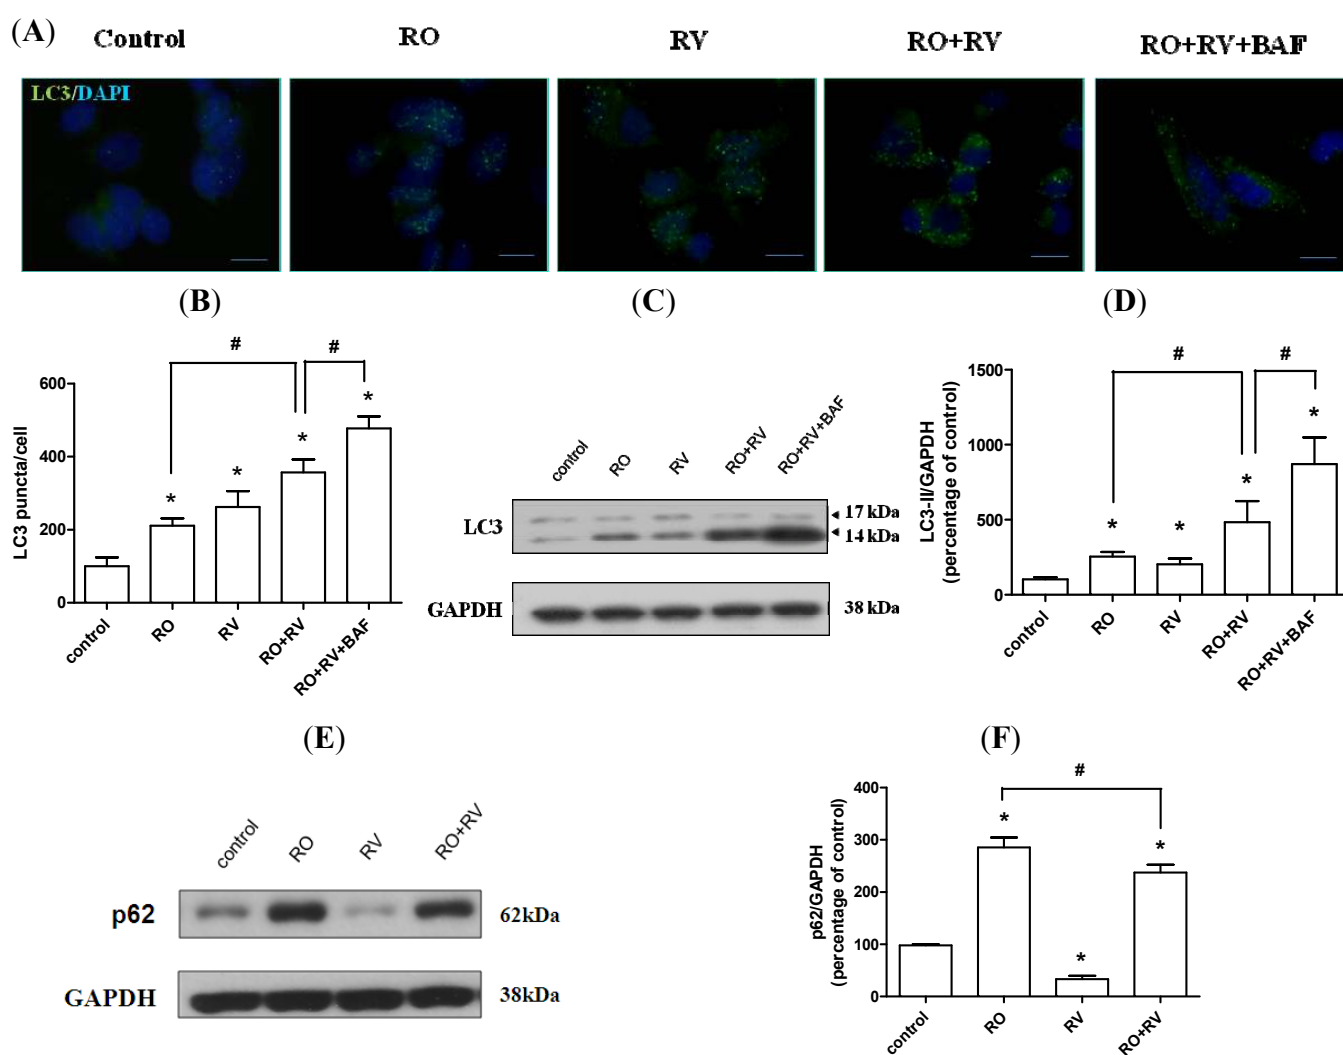 (A) Control RO RV RO+RV RO+RV+BAF
LC3/DAPI
(B) (C) (D)
# #
600
400
200
0
LC3 puncta/cell
* * * *
control RO RV RO+RV RO+RV+BAF
control RO RV RO+RV RO+RV+BAF
LC3
17 kDa
14 kDa
GAPDH
38 kDa
# #
1500
1000
500
0
LC3-II/GAPDH
(percentage of control)
* * * *
control RO RV RO+RV RO+RV+BAF
(E) (F)
control RO RV RO+RV
p62
62kDa
GAPDH
38kDa
#
400
300
200
100
0
p62/GAPDH
(percentage of control)
* * *
control RO RV RO+RV